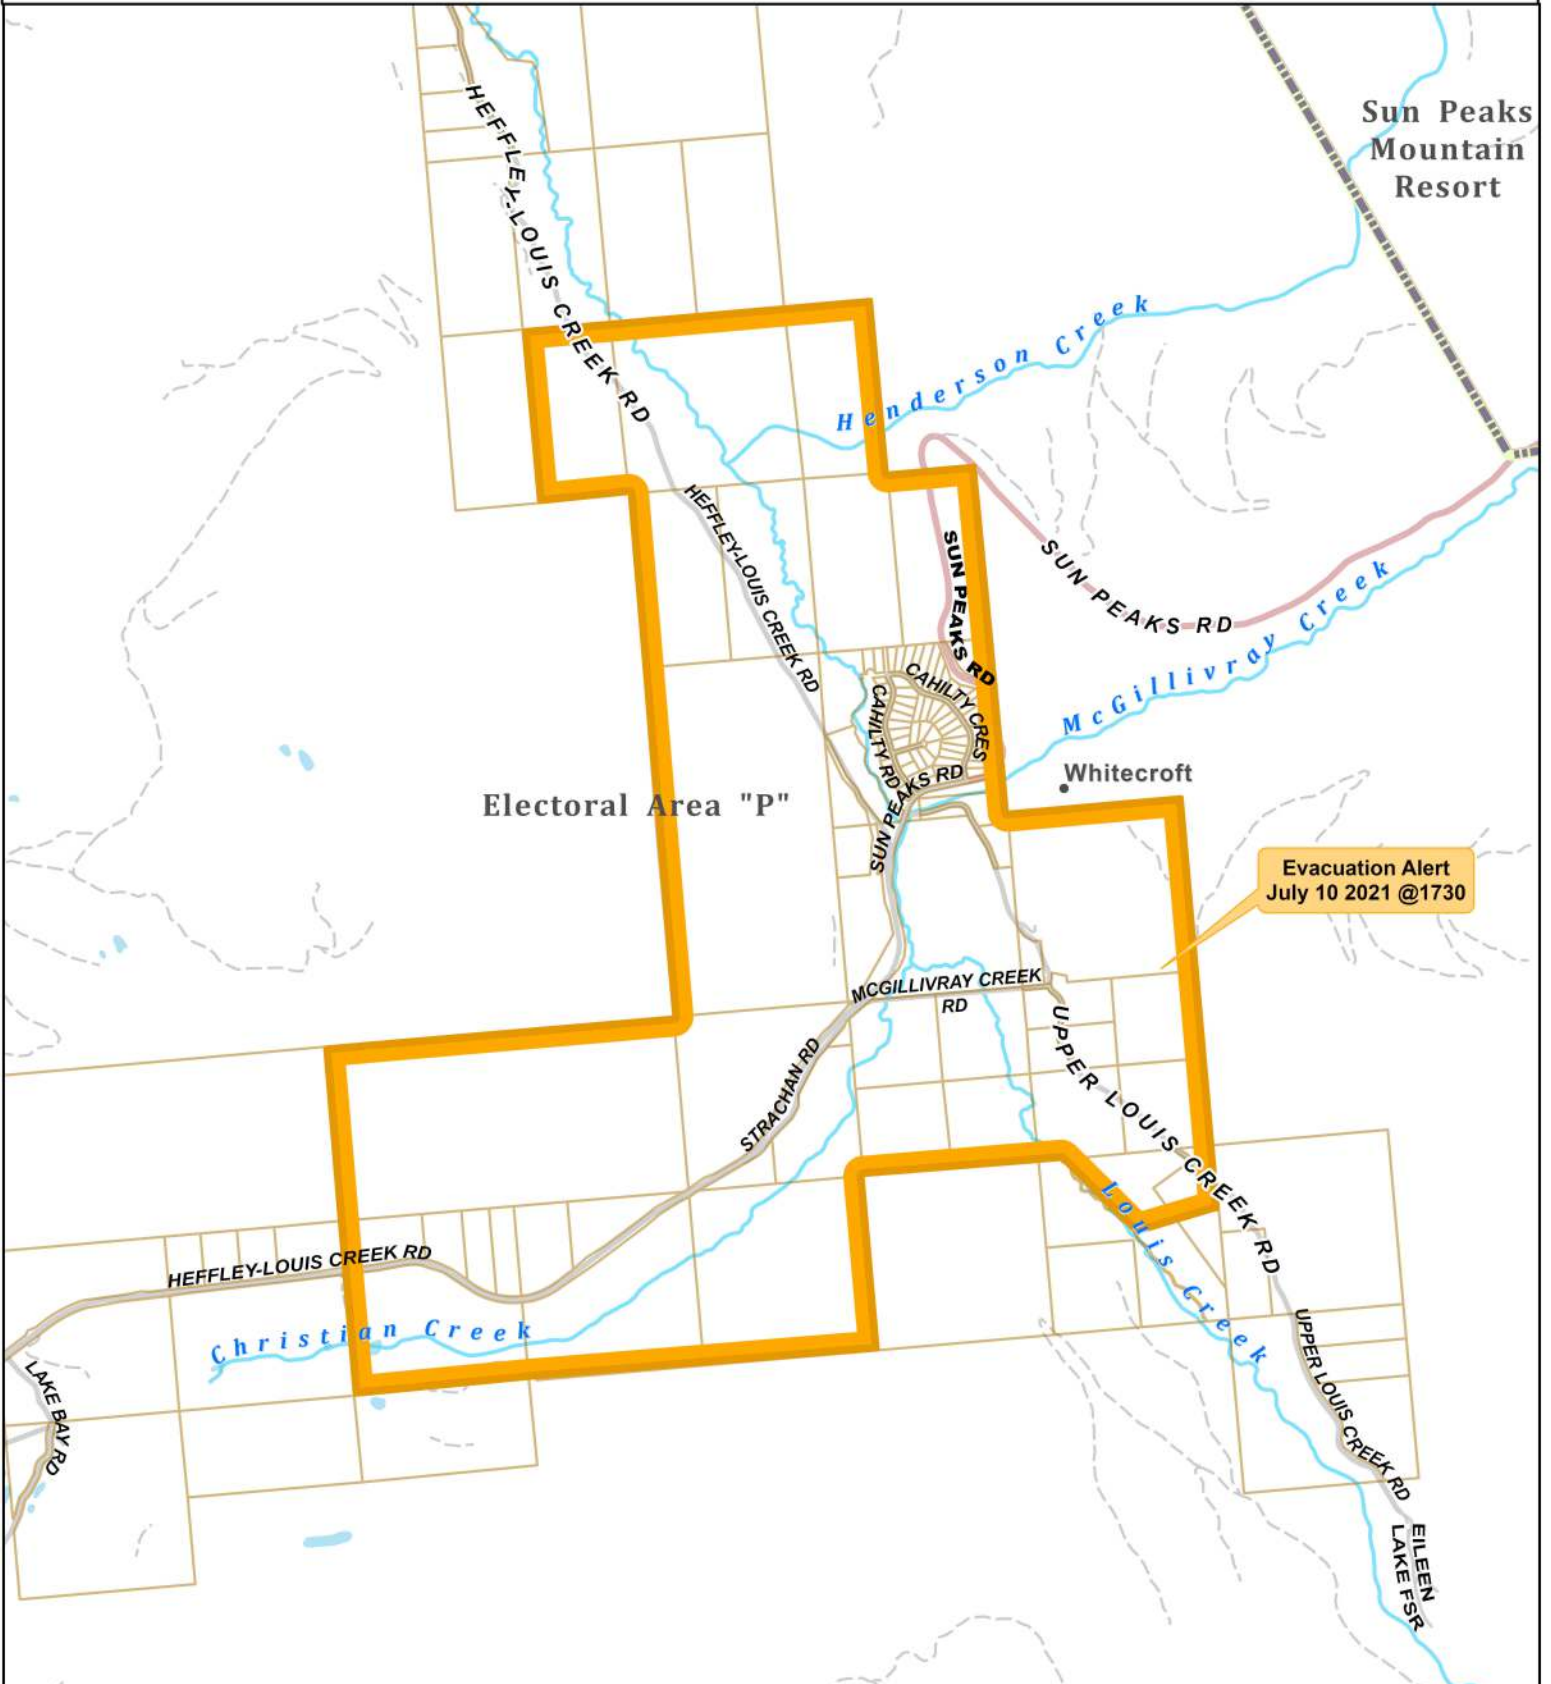 Sun Peaks
Mountain
Resort
HEFFLEY-LOUIS CREEK RD
Henderson Creek
HEFFLEY-LOUIS CREEK RD
SUN PEAKS RD
SUN PEAKS RD
McGillivray Creek
CAHILTY CRES
CAHILTY RD
SUN PEAKS RD
Whitecroft
Electoral Area "P"
Evacuation Alert
July 10 2021 @1730
MCGILLIVRAY CREEK
RD
UPPER LOUIS CREEK RD
STRACHAN RD
Louis Creek
HEFFLEY-LOUIS CREEK RD
Christian Creek
LAKE BAY RD
UPPER LOUIS CREEK RD
EILEEN
LAKE FSR